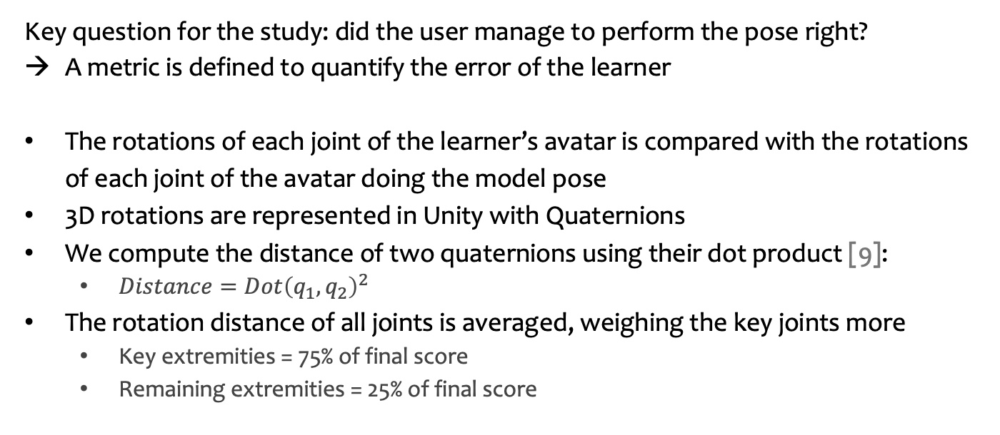 Key question for the study: did the user manage to perform the pose right?
→ A metric is defined to quantify the error of the learner
• The rotations of each joint of the learner’s avatar is compared with the rotations
of each joint of the avatar doing the model pose
• 3D rotations are represented in Unity with Quaternions
• We compute the distance of two quaternions using their dot product [9]:
• Distance = Dot(q₁, q₂)²
• The rotation distance of all joints is averaged, weighing the key joints more
• Key extremities = 75% of final score
• Remaining extremities = 25% of final score